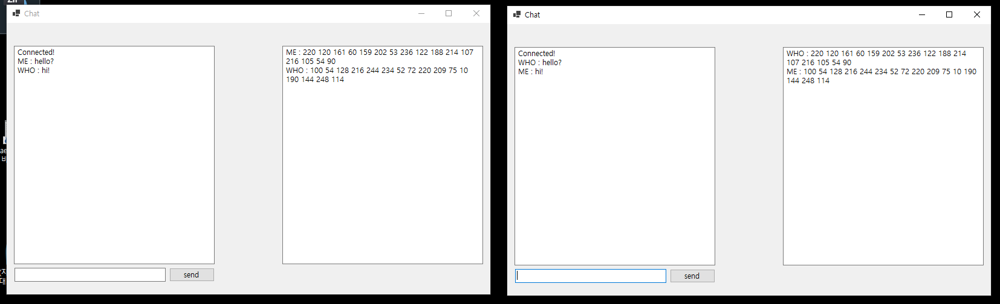 Chat
Connected!
ME : hello?
WHO : hi!
ME : 220 120 161 60 159 202 53 236 122 188 214 107
216 105 54 90
WHO : 100 54 128 216 244 234 52 72 220 209 75 10
190 144 248 114
send
Chat
Connected!
WHO : hello?
ME : hi!
WHO : 220 120 161 60 159 202 53 236 122 188 214
107 216 105 54 90
ME : 100 54 128 216 244 234 52 72 220 209 75 10 190
144 248 114
send